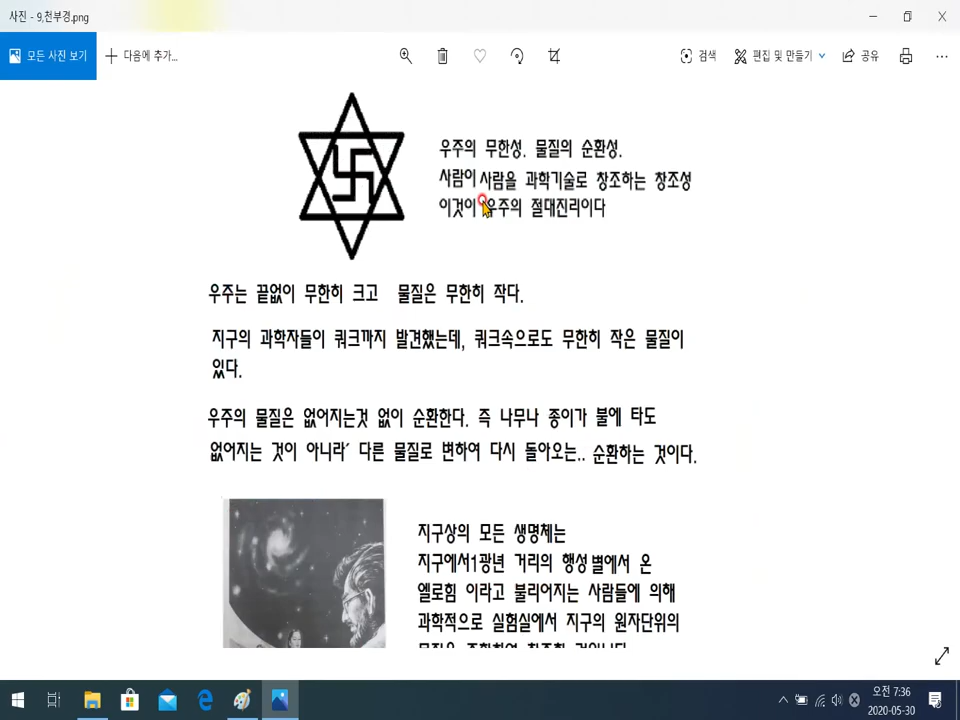 사진 - 9,천부경.png
모든 사진 보기
다음에 추가...
검색
편집 및 만들기
공유
우주의 무한성. 물질의 순환성.
사람이 사람을 과학기술로 창조하는 창조성
이것이 우주의 절대진리이다
우주는 끝없이 무한히 크고 물질은 무한히 작다.
지구의 과학자들이 쿼크까지 발견했는데, 쿼크속으로도 무한히 작은 물질이
있다.
우주의 물질은 없어지는것 없이 순환한다. 즉 나무나 종이가 불에 타도
없어지는 것이 아니라´ 다른 물질로 변하여 다시 돌아오는.. 순환하는 것이다.
지구상의 모든 생명체는
지구에서1광년 거리의 행성 별에서 온
엘로힘 이라고 불리어지는 사람들에 의해
과학적으로 실험실에서 지구의 원자단위의
오전 7:36
2020-05-30